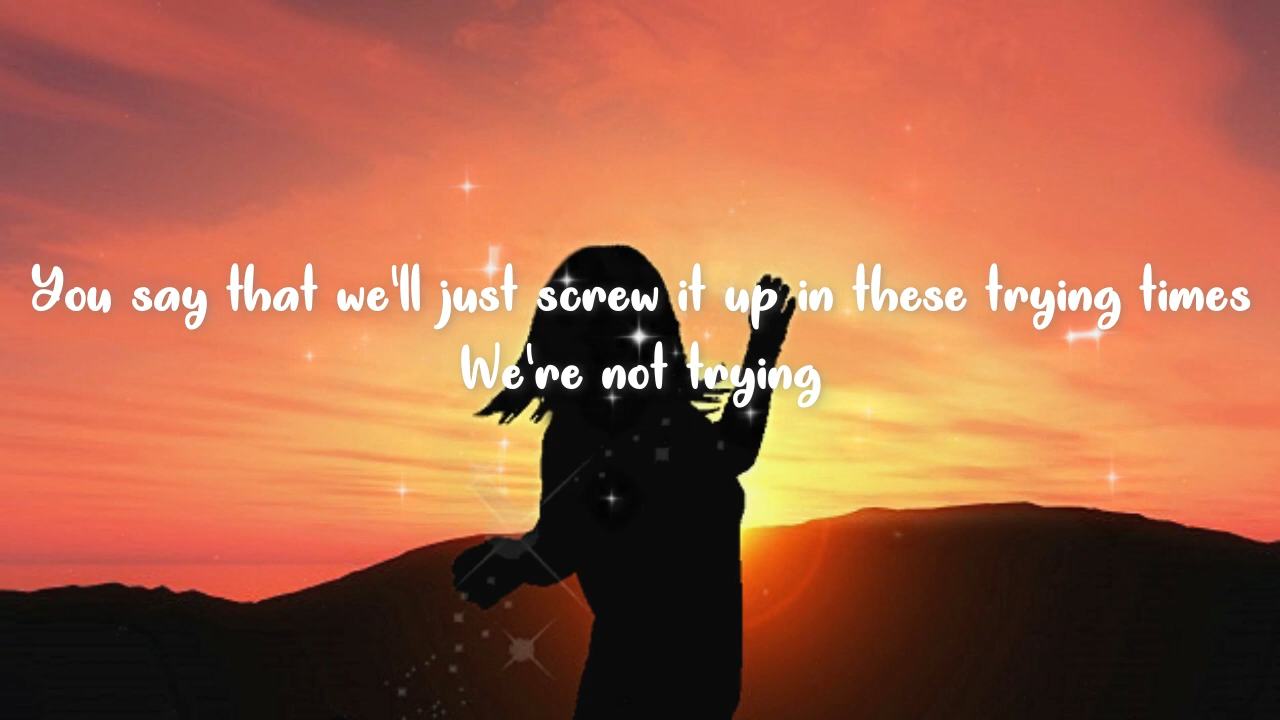 You say that we'll just screw it up in these trying times
We're not trying